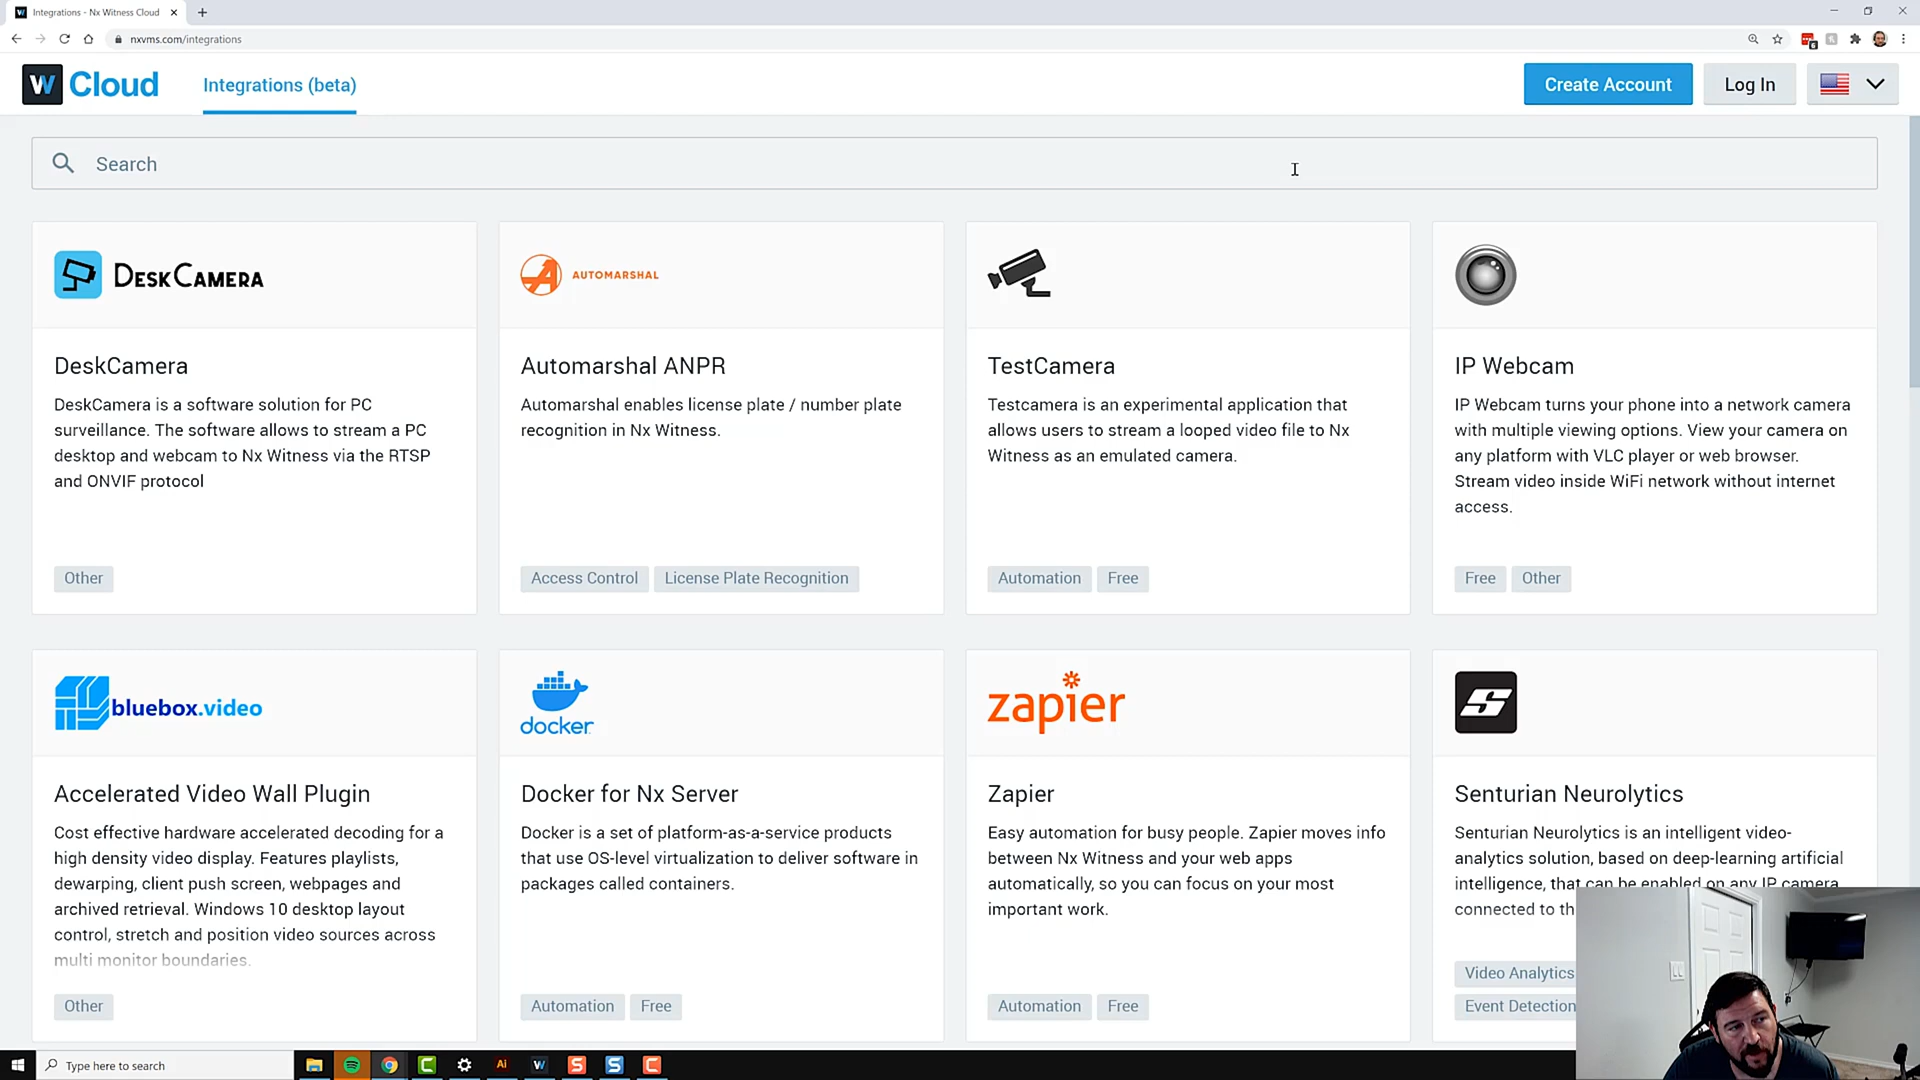 Integrations - Nx Witness Cloud
nxvms.com/integrations
6
W Cloud
Integrations (beta)
Create Account
Log In
Search
DESKCAMERA
AUTOMARSHAL
DeskCamera
DeskCamera is a software solution for PC
surveillance. The software allows to stream a PC
desktop and webcam to Nx Witness via the RTSP
and ONVIF protocol
Other
Automarshal ANPR
Automarshal enables license plate / number plate
recognition in Nx Witness.
Access Control
License Plate Recognition
TestCamera
Testcamera is an experimental application that
allows users to stream a looped video file to Nx
Witness as an emulated camera.
Automation
Free
IP Webcam
IP Webcam turns your phone into a network camera
with multiple viewing options. View your camera on
any platform with VLC player or web browser.
Stream video inside WiFi network without internet
access.
Free
Other
bluebox.video
docker
zapier
S
Accelerated Video Wall Plugin
Cost effective hardware accelerated decoding for a
high density video display. Features playlists,
dewarping, client push screen, webpages and
archived retrieval. Windows 10 desktop layout
control, stretch and position video sources across
multi monitor boundaries.
Other
Docker for Nx Server
Docker is a set of platform-as-a-service products
that use OS-level virtualization to deliver software in
packages called containers.
Automation
Free
Zapier
Easy automation for busy people. Zapier moves info
between Nx Witness and your web apps
automatically, so you can focus on your most
important work.
Automation
Free
Senturian Neurolytics
Senturian Neurolytics is an intelligent video-
analytics solution, based on deep-learning artificial
intelligence, that can be enabled on any IP camera
connected to th
Video Analytics
Event Detection
Type here to search
C
Ai
W
S
S
C